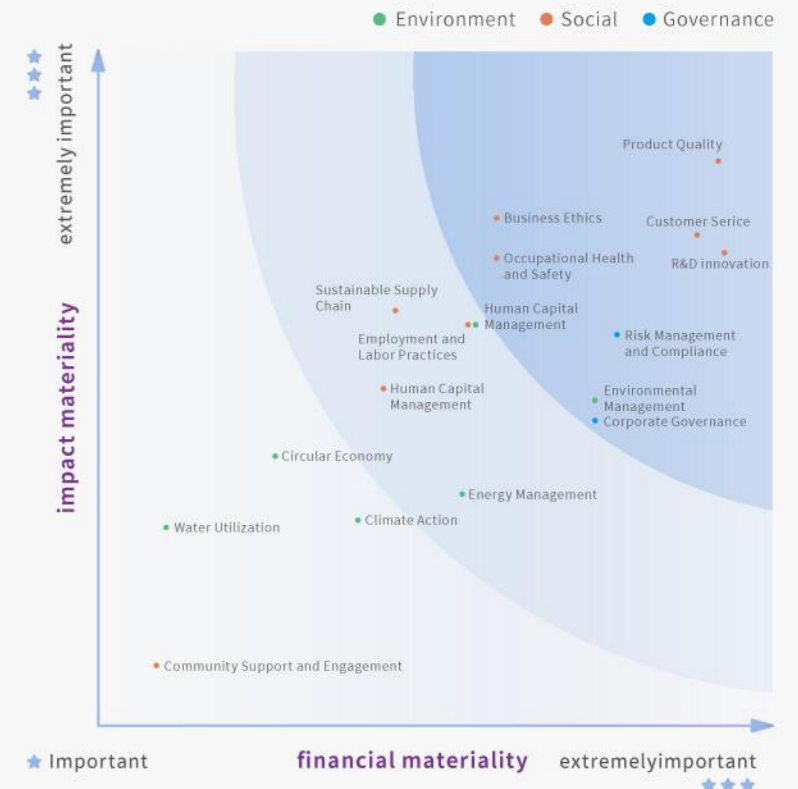 Environment Social Governance
extremely important
Product Quality
Business Ethics
Customer Serice
Occupational Health
and Safety
R&D innovation
Sustainable Supply
Chain
Human Capital
Management
Employment and
Labor Practices
Risk Management
and Compliance
Human Capital
Management
Environmental
Management
Corporate Governance
impact materiality
Circular Economy
Energy Management
Climate Action
Water Utilization
Community Support and Engagement
Important
financial materiality
extremelyimportant